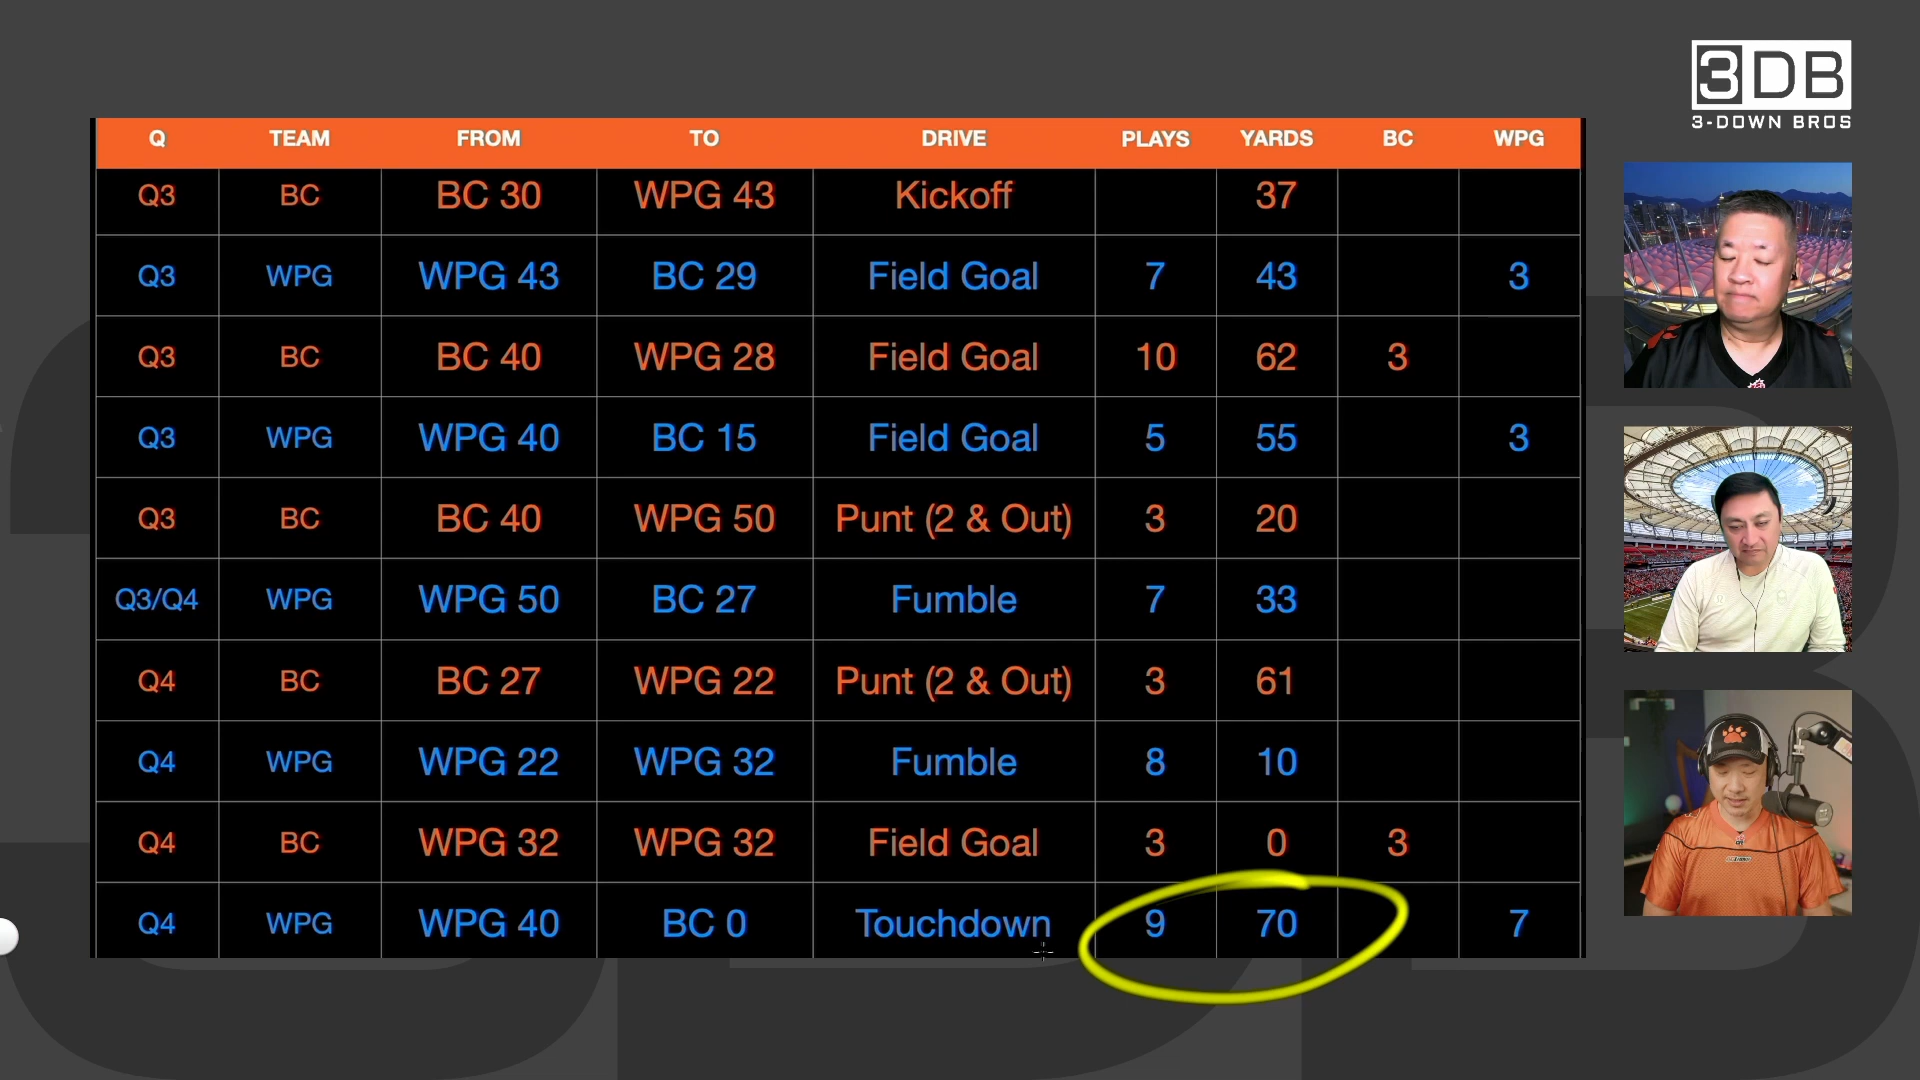 3DB
3-DOWN BROS
Q TEAM FROM TO DRIVE PLAYS YARDS BC WPG
Q3 BC BC 30 WPG 43 Kickoff 37
Q3 WPG WPG 43 BC 29 Field Goal 7 43 3
Q3 BC BC 40 WPG 28 Field Goal 10 62 3
Q3 WPG WPG 40 BC 15 Field Goal 5 55 3
Q3 BC BC 40 WPG 50 Punt (2 & Out) 3 20
Q3/Q4 WPG WPG 50 BC 27 Fumble 7 33
Q4 BC BC 27 WPG 22 Punt (2 & Out) 3 61
Q4 WPG WPG 22 WPG 32 Fumble 8 10
Q4 BC WPG 32 WPG 32 Field Goal 3 0 3
Q4 WPG WPG 40 BC 0 Touchdown 9 70 7